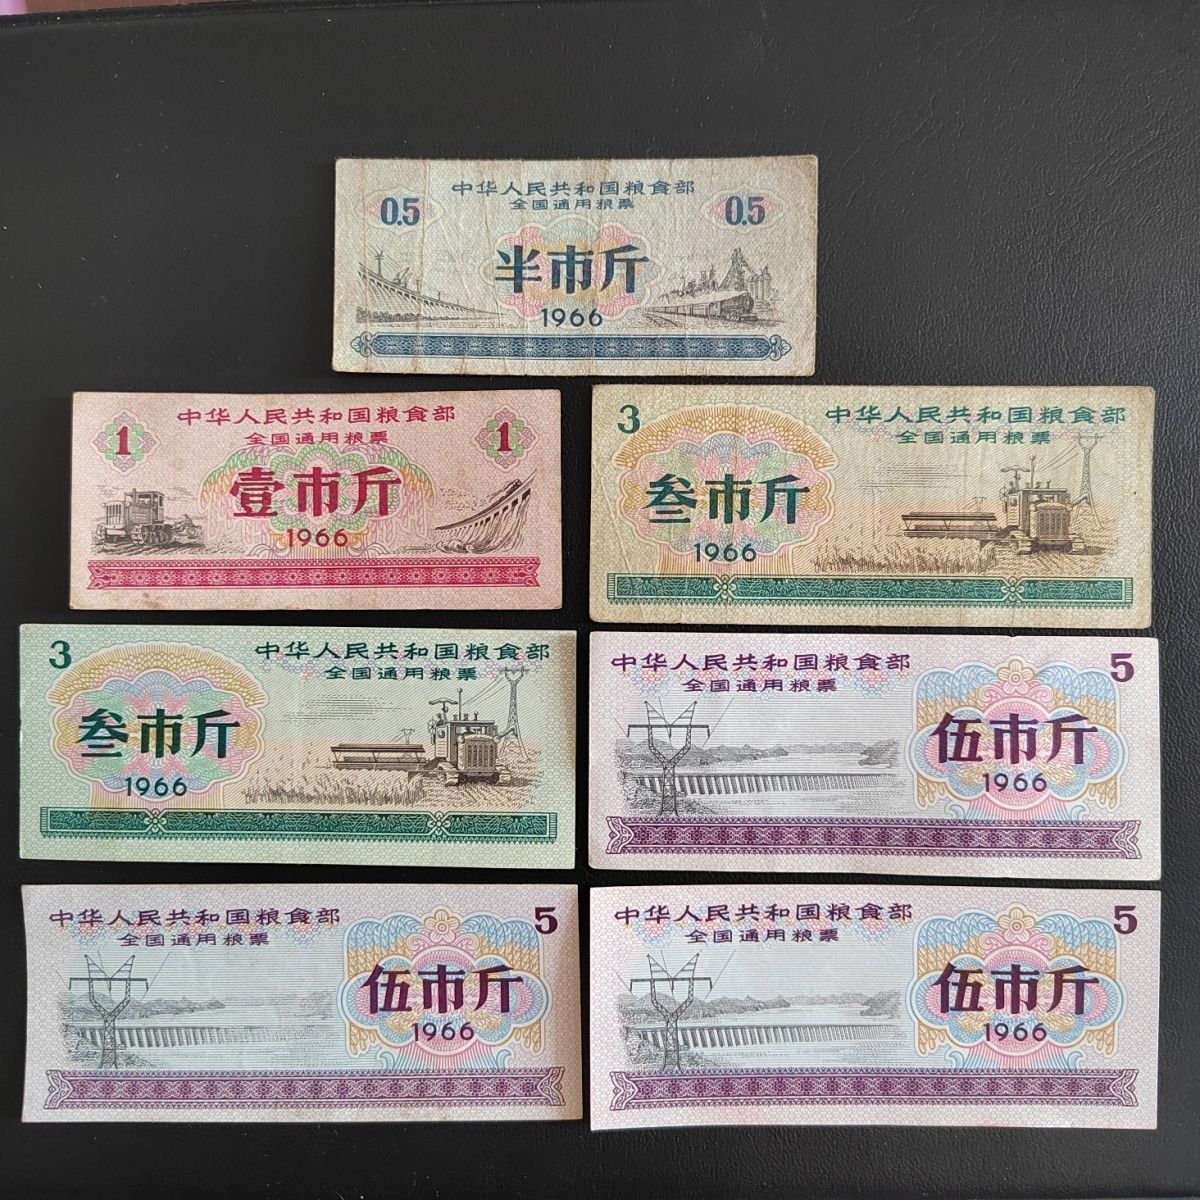 中华人民共和国粮食部
全国通用粮票
0.5 0.5
半市斤
1966
中华人民共和国粮食部
全国通用粮票
1 1
壹市斤
1966
3 中华人民共和国粮食部
全国通用粮票
叁市斤
1966
3 中华人民共和国粮食部
全国通用粮票
叁市斤
1966
中华人民共和国粮食部 5
全国通用粮票
伍市斤
1966
中华人民共和国粮食部 5
全国通用粮票
伍市斤
1966
中华人民共和国粮食部 5
全国通用粮票
伍市斤
1966